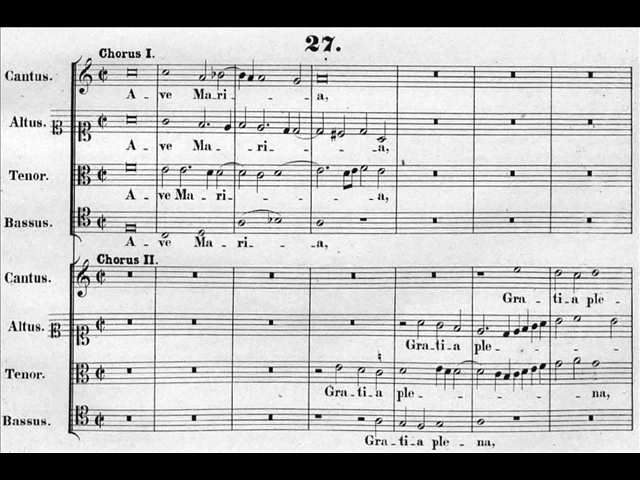 27.
Chorus I.
Cantus.
A - ve Ma - ri - - a,
Altus.
A - ve Ma - - ri - - a,
Tenor.
A - ve Ma - ri - - - - a,
Bassus.
A - ve Ma - ri - - a,
Chorus II.
Cantus.
Gra - ti - a ple -
Altus.
Gra - ti - a ple - - - -
Tenor.
Gra - ti - a ple - - - - na,
Bassus.
Gra - ti - a ple - na,